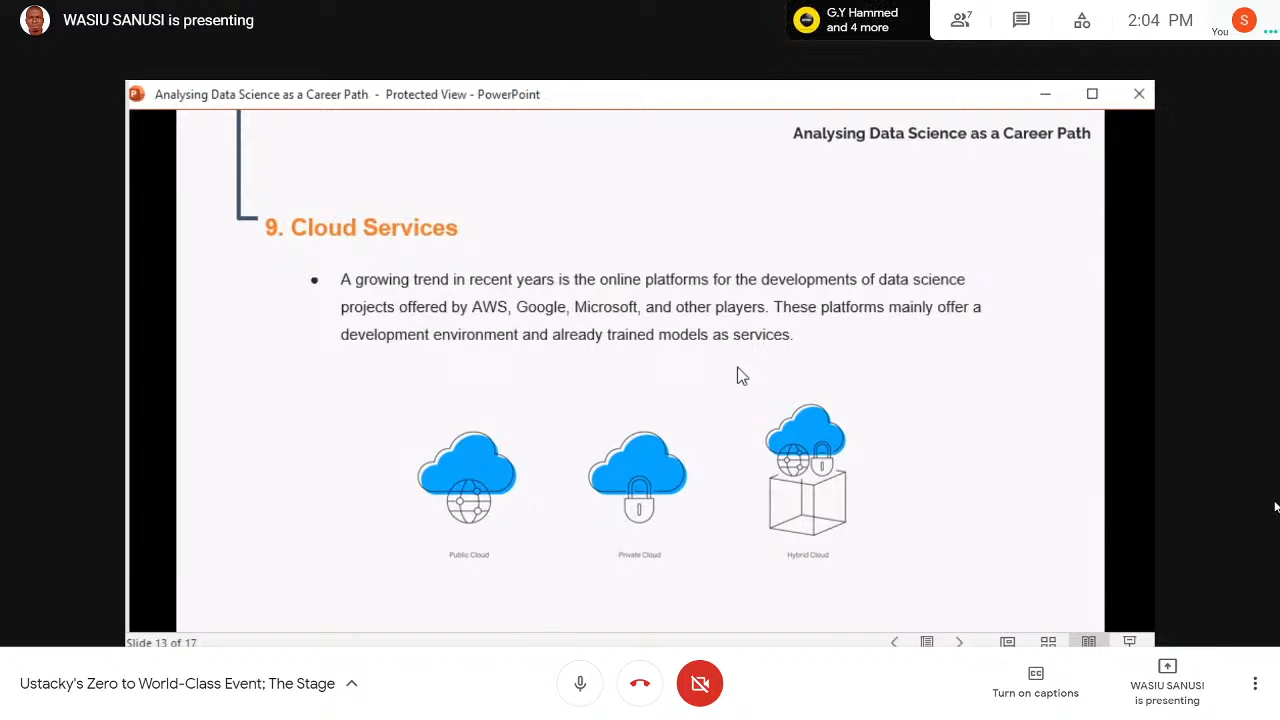 WASIU SANUSI is presenting
G.Y Hammed
and 4 more
7
2:04 PM
You
S
Analysing Data Science as a Career Path - Protected View - PowerPoint
Analysing Data Science as a Career Path
9. Cloud Services
● A growing trend in recent years is the online platforms for the developments of data science
projects offered by AWS, Google, Microsoft, and other players. These platforms mainly offer a
development environment and already trained models as services.
Public Cloud
Private Cloud
Hybrid Cloud
Slide 13 of 17
Ustacky's Zero to World-Class Event; The Stage
Turn on captions
WASIU SANUSI
is presenting